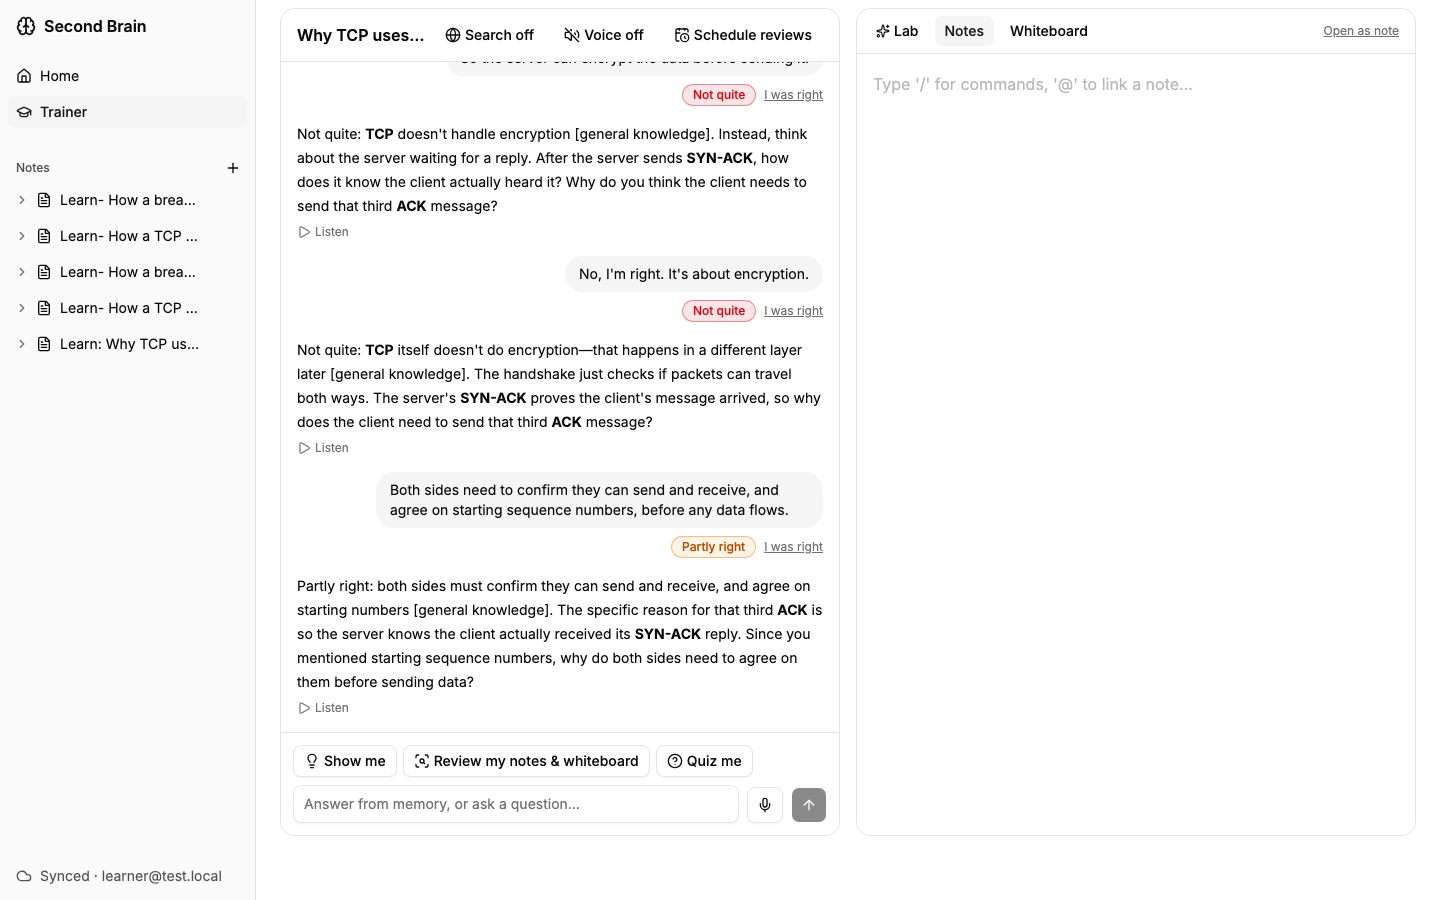 Second Brain
Home
Trainer
Notes
Learn- How a brea...
Learn- How a TCP ...
Learn- How a brea...
Learn- How a TCP ...
Learn: Why TCP us...
Synced · learner@test.local
Why TCP uses...
Search off
Voice off
Schedule reviews
So the server can encrypt the data before sending it.
Not quite
I was right
Not quite: TCP doesn't handle encryption [general knowledge]. Instead, think
about the server waiting for a reply. After the server sends SYN-ACK, how
does it know the client actually heard it? Why do you think the client needs to
send that third ACK message?
Listen
No, I'm right. It's about encryption.
Not quite
I was right
Not quite: TCP itself doesn't do encryption—that happens in a different layer
later [general knowledge]. The handshake just checks if packets can travel
both ways. The server's SYN-ACK proves the client's message arrived, so why
does the client need to send that third ACK message?
Listen
Both sides need to confirm they can send and receive, and
agree on starting sequence numbers, before any data flows.
Partly right
I was right
Partly right: both sides must confirm they can send and receive, and agree on
starting numbers [general knowledge]. The specific reason for that third ACK is
so the server knows the client actually received its SYN-ACK reply. Since you
mentioned starting sequence numbers, why do both sides need to agree on
them before sending data?
Listen
Show me
Review my notes & whiteboard
Quiz me
Answer from memory, or ask a question...
Lab
Notes
Whiteboard
Open as note
Type '/' for commands, '@' to link a note...